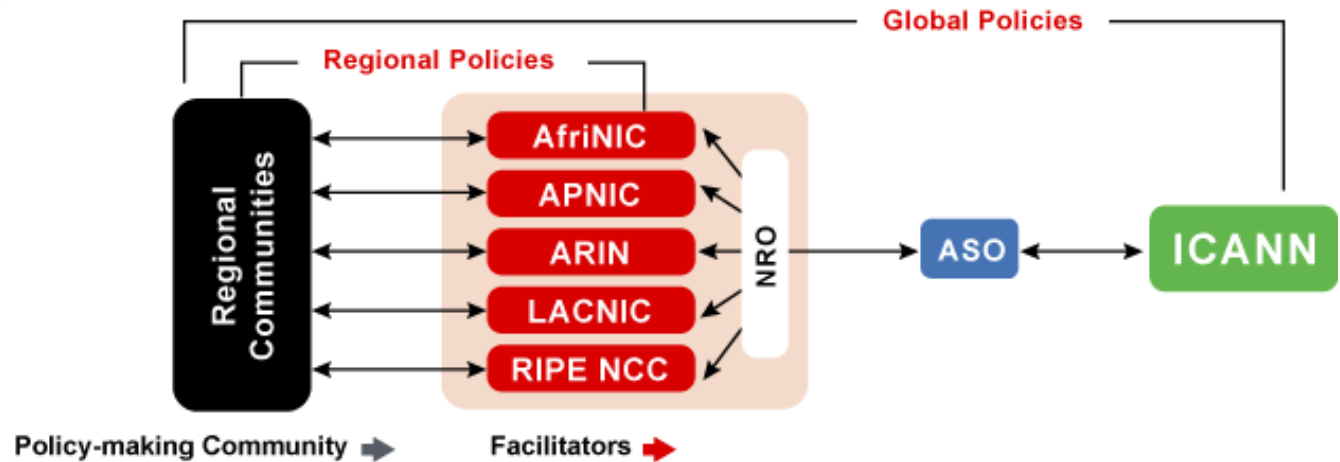 Global Policies
Regional Policies
Regional
Communities
AfriNIC
APNIC
ARIN
LACNIC
RIPE NCC
NRO
ASO
ICANN
Policy-making Community
Facilitators